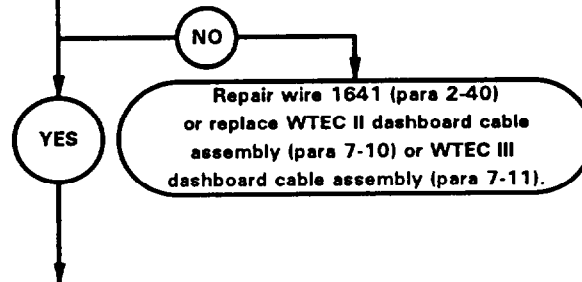 NO
YES
Repair wire 1641 (para 2-40)
or replace WTEC II dashboard cable
assembly (para 7-10) or WTEC III
dashboard cable assembly (para 7-11).